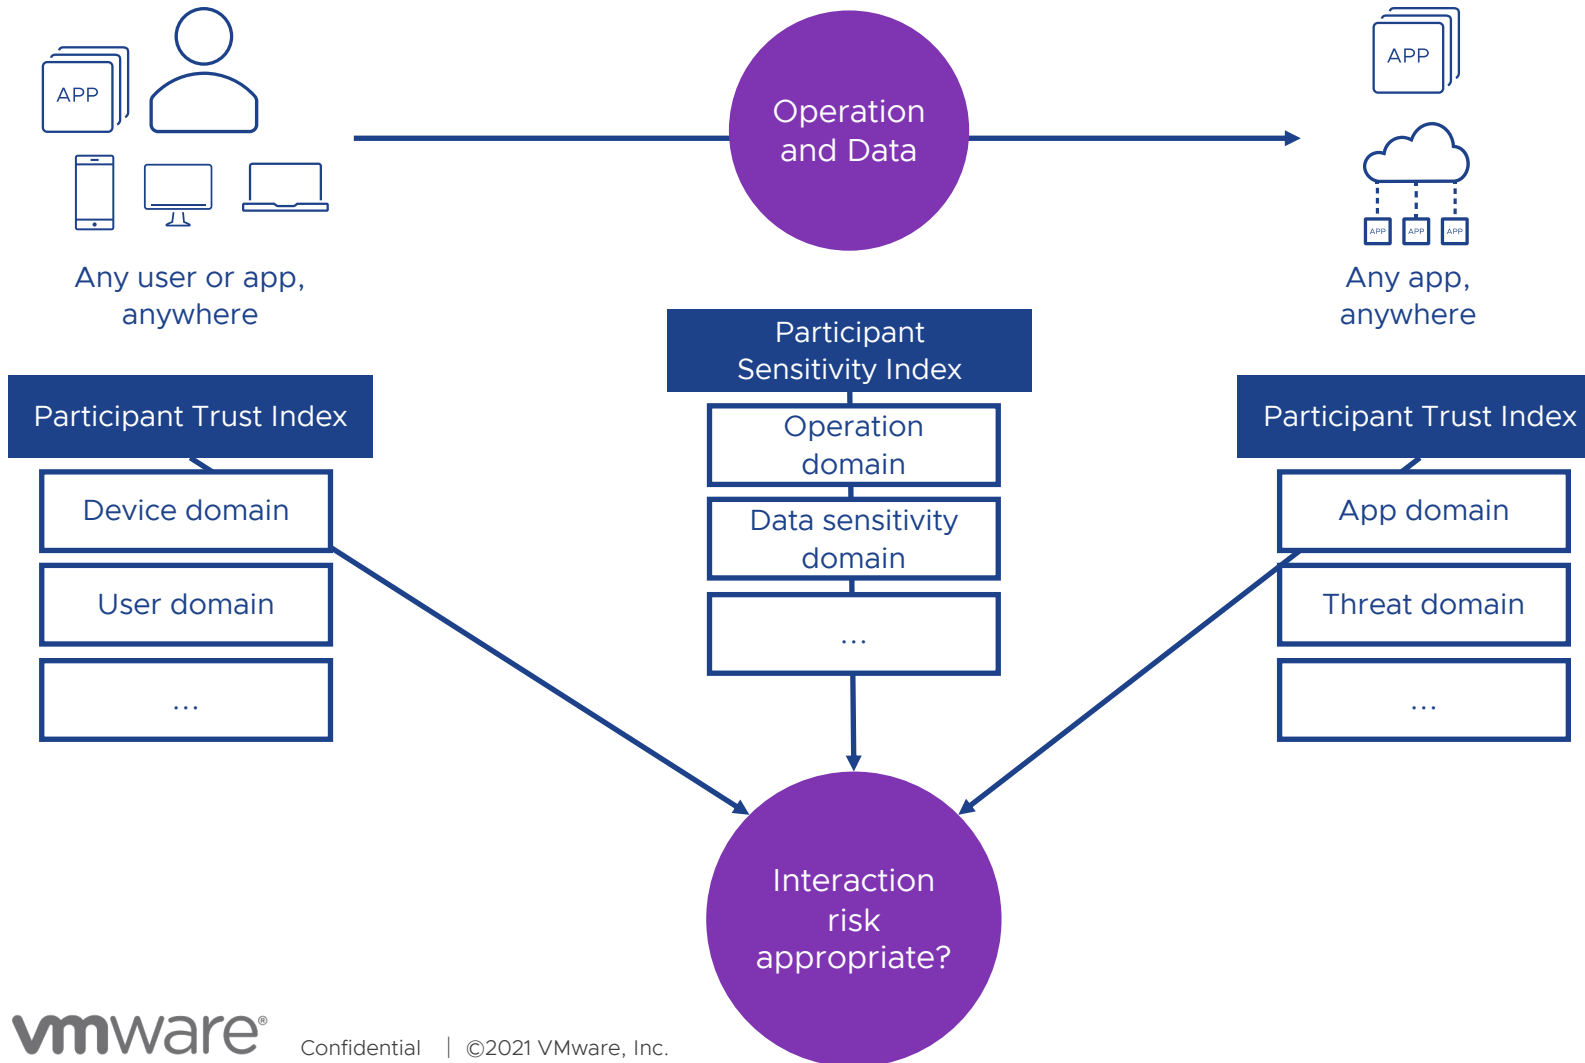 APP
Operation
and Data
APP
APP
APP
APP
Any user or app,
anywhere
Any app,
anywhere
Participant
Sensitivity Index
Participant Trust Index
Participant Trust Index
Operation
domain
Device domain
Data sensitivity
domain
App domain
User domain
...
Threat domain
...
...
Interaction
risk
appropriate?
vmware®
Confidential | ©2021 VMware, Inc.